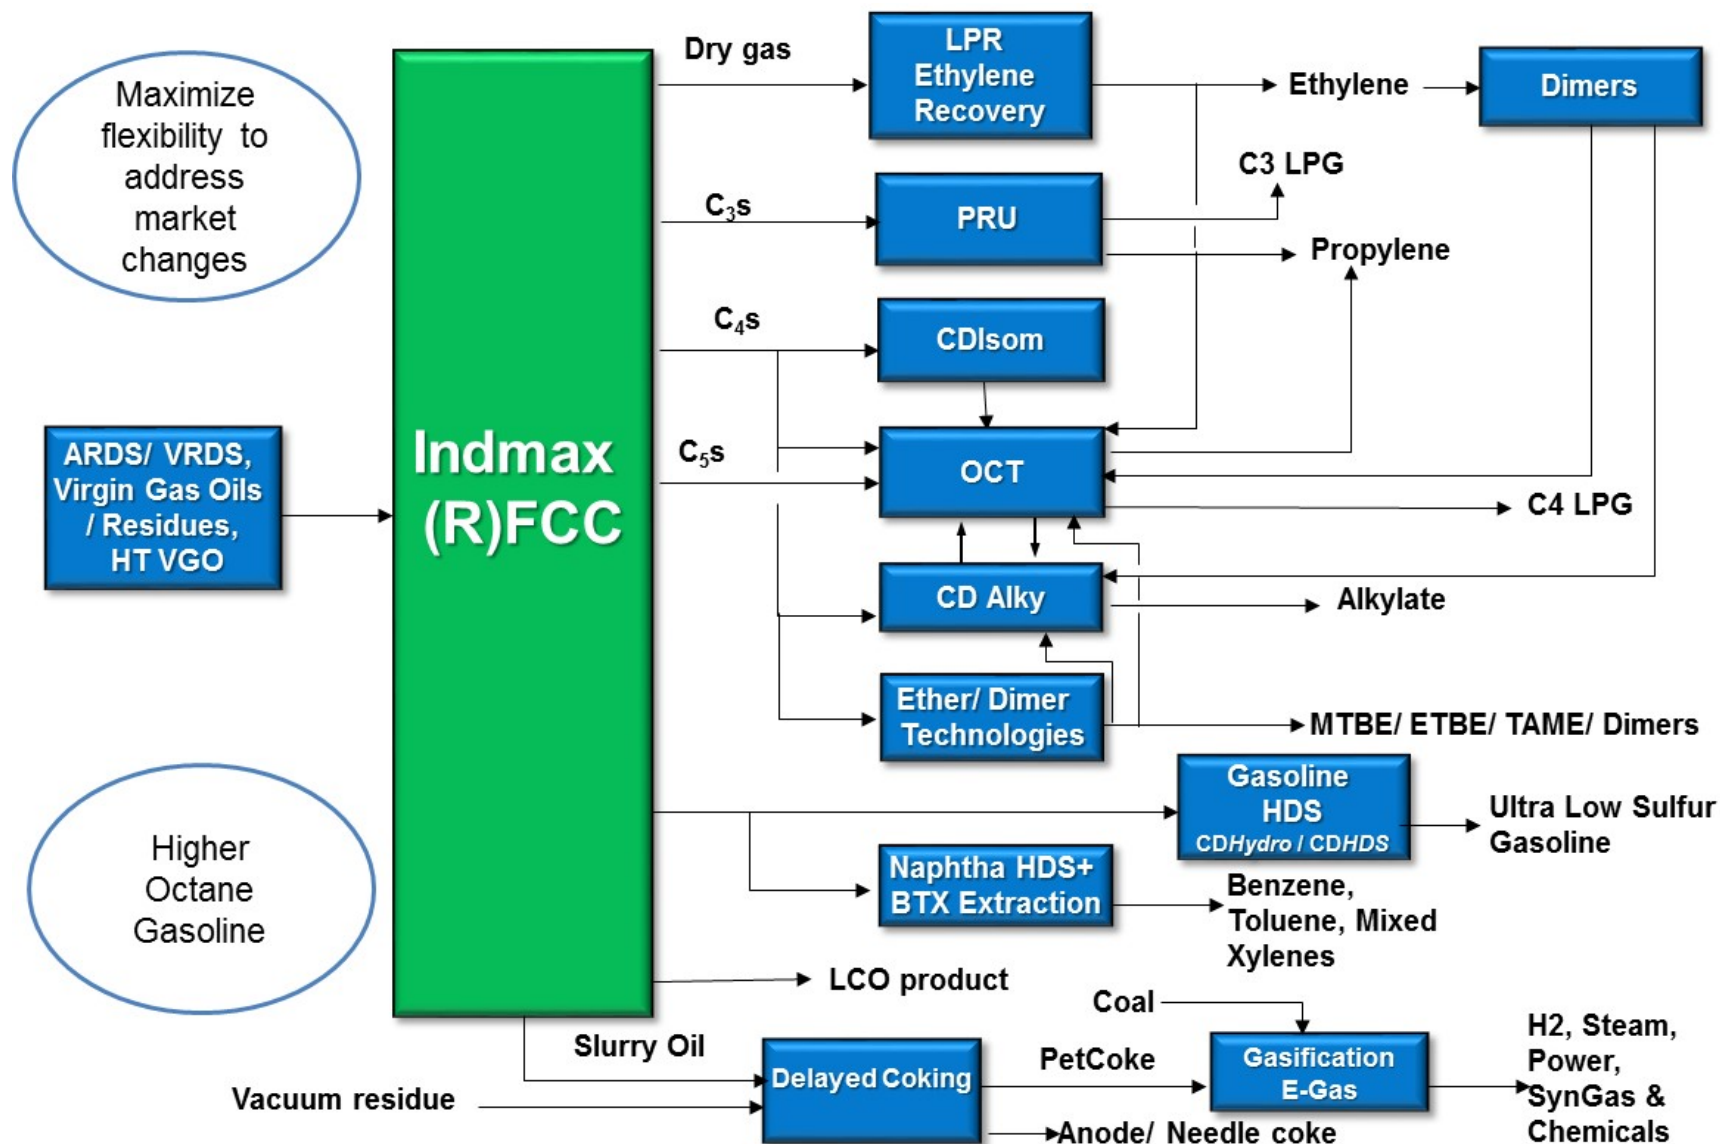 Maximize
flexibility to
address
market
changes
Higher
Octane
Gasoline
ARDS/ VRDS,
Virgin Gas Oils
/ Residues,
HT VGO
Indmax
(R)FCC
Dry gas
C₃s
C₄s
C₅s
LPR
Ethylene
Recovery
Ethylene
Dimers
PRU
C3 LPG
Propylene
CDIsom
OCT
C4 LPG
CD Alky
Alkylate
Ether/ Dimer
Technologies
MTBE/ ETBE/ TAME/ Dimers
Gasoline
HDS
CDHydro / CDHDS
Ultra Low Sulfur
Gasoline
Naphtha HDS+
BTX Extraction
Benzene,
Toluene, Mixed
Xylenes
LCO product
Slurry Oil
Vacuum residue
Delayed Coking
Coal
PetCoke
Gasification
E-Gas
H2, Steam,
Power,
SynGas &
Chemicals
Anode/ Needle coke